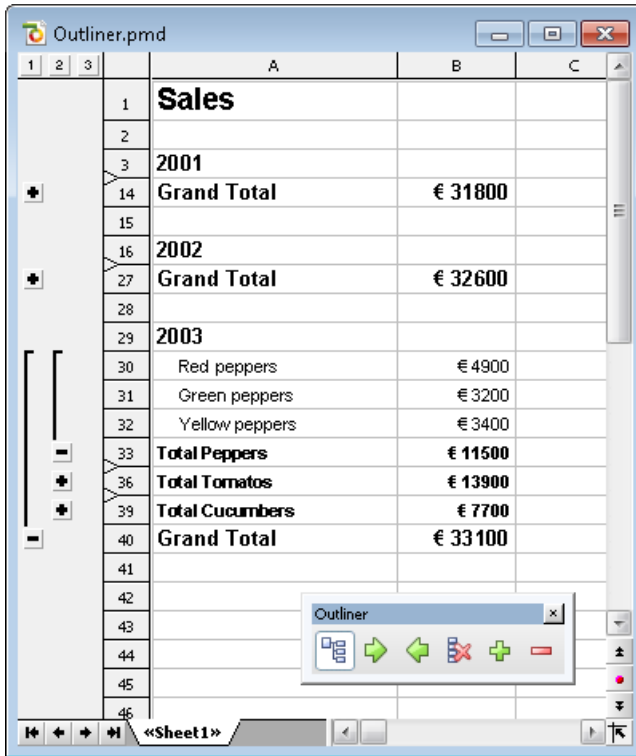 Outliner.pmd
1 2 3 A B C
1 Sales
2
3 2001
14 Grand Total € 31800
15
16 2002
27 Grand Total € 32600
28
29 2003
30 Red peppers € 4900
31 Green peppers € 3200
32 Yellow peppers € 3400
33 Total Peppers € 11500
36 Total Tomatos € 13900
39 Total Cucumbers € 7700
40 Grand Total € 33100
41
42
Outliner
43
44
45
46
«Sheet1»